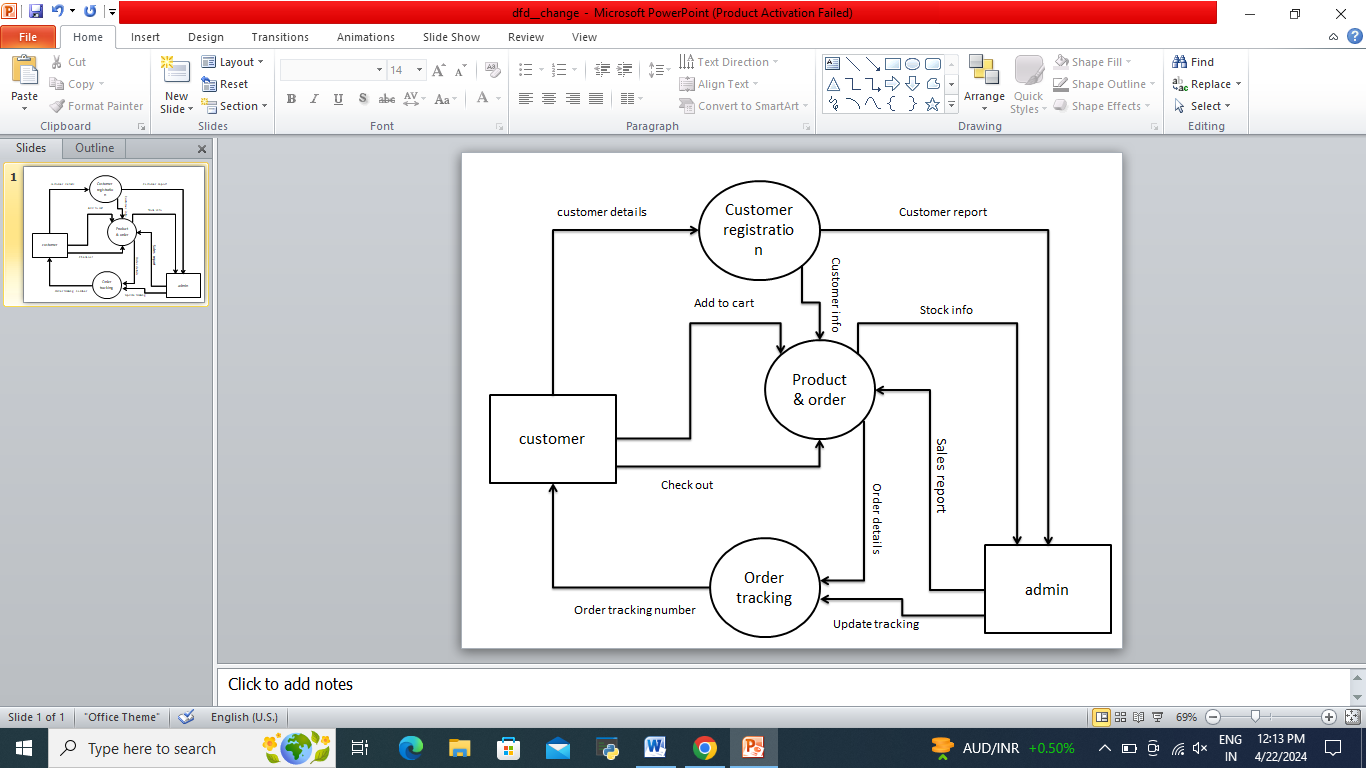 dfd__change - Microsoft PowerPoint (Product Activation Failed)
File Home Insert Design Transitions Animations Slide Show Review View
Paste
Cut
Copy
Format Painter
Clipboard
New
Slide
Layout
Reset
Section
Slides
14
Font
Text Direction
Align Text
Convert to SmartArt
Paragraph
Arrange
Quick
Styles
Shape Fill
Shape Outline
Shape Effects
Drawing
Find
Replace
Select
Editing
Slides Outline
1
customer details
Customer
registratio
n
Customer report
Customer info
Add to cart
Stock info
Product
& order
customer
Sales report
Check out
Order details
Order
tracking
admin
Order tracking number
Update tracking
Click to add notes
Slide 1 of 1 "Office Theme" English (U.S.) 69%
Type here to search
AUD/INR +0.50%
ENG
IN
12:13 PM
4/22/2024